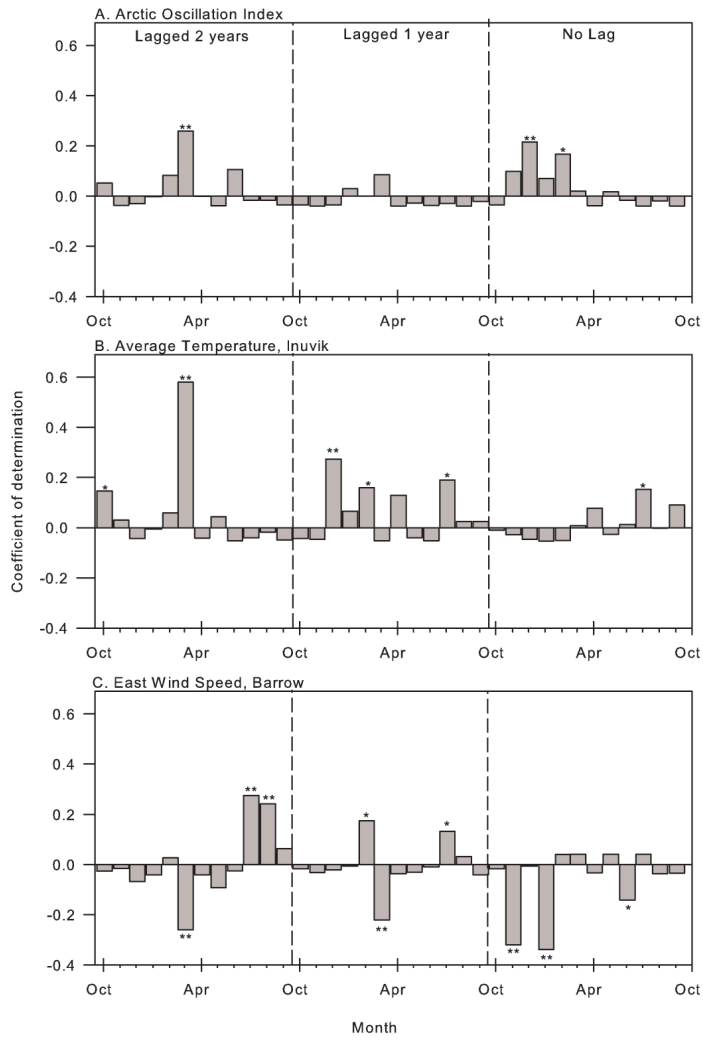 A. Arctic Oscillation Index
Lagged 2 years Lagged 1 year No Lag
0.6
0.4
0.2
** ** *
0.0
-0.2
-0.4
Oct Apr Oct Apr Oct Apr Oct
B. Average Temperature, Inuvik
0.6
**
0.4
** 
0.2
* * * *
0.0
-0.2
-0.4
Oct Apr Oct Apr Oct Apr Oct
C. East Wind Speed, Barrow
0.6
0.4
** **
0.2
* *
0.0
-0.2
** ** *
** **
-0.4
Oct Apr Oct Apr Oct Apr Oct
Coefficient of determination
Month